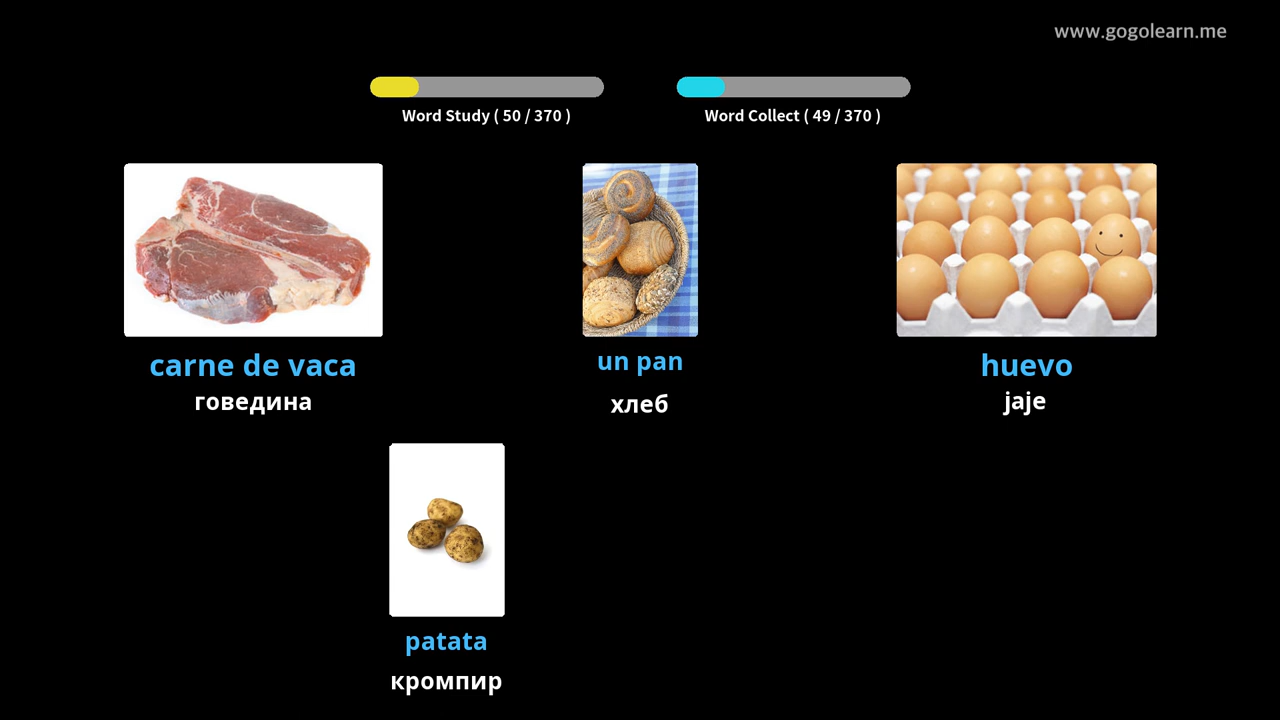 www.gogolearn.me
Word Study ( 50 / 370 )
Word Collect ( 49 / 370 )
carne de vaca
говедина
un pan
хлеб
huevo
јаје
patata
кромпир